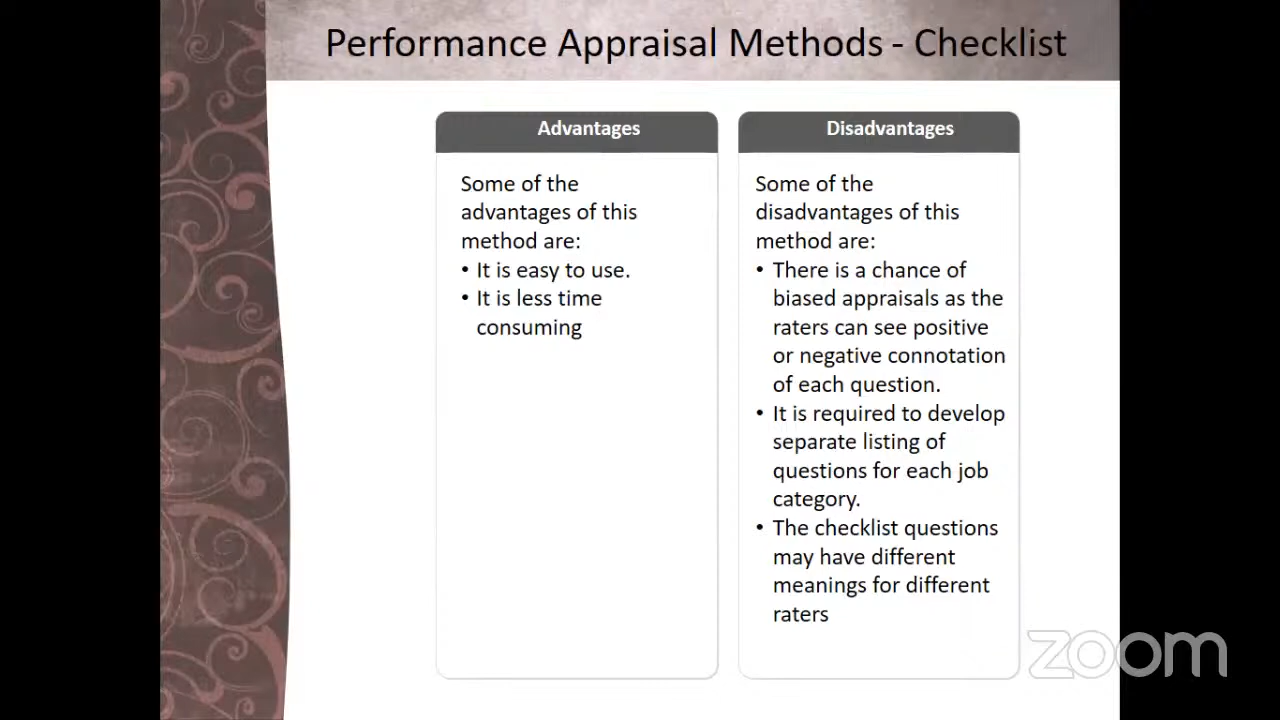 Performance Appraisal Methods - Checklist
Advantages
Some of the
advantages of this
method are:
• It is easy to use.
• It is less time
consuming
Disadvantages
Some of the
disadvantages of this
method are:
• There is a chance of
biased appraisals as the
raters can see positive
or negative connotation
of each question.
• It is required to develop
separate listing of
questions for each job
category.
• The checklist questions
may have different
meanings for different
raters
zoom